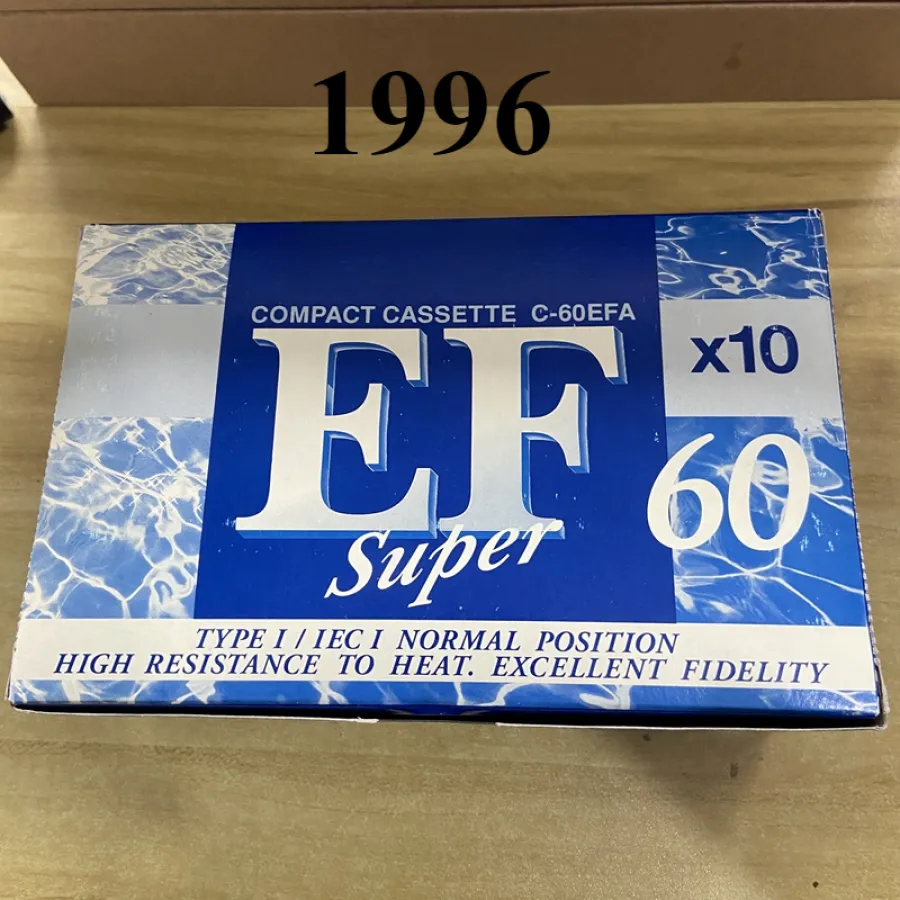 1996
COMPACT CASSETTE C-60EFA
EF
x10
60
Super
TYPE I / IEC I NORMAL POSITION
HIGH RESISTANCE TO HEAT. EXCELLENT FIDELITY